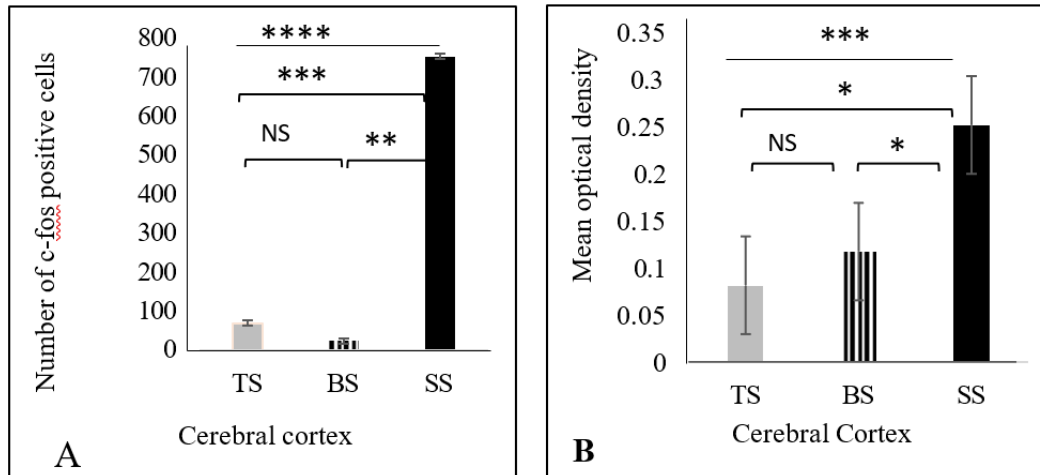 800
700
600
500
400
300
200
100
0
Number of c-fos positive cells
****
***
NS
**
TS BS SS
Cerebral cortex
A
0.35
0.3
0.25
0.2
0.15
0.1
0.05
0
Mean optical density
***
*
NS
*
TS BS SS
Cerebral Cortex
B